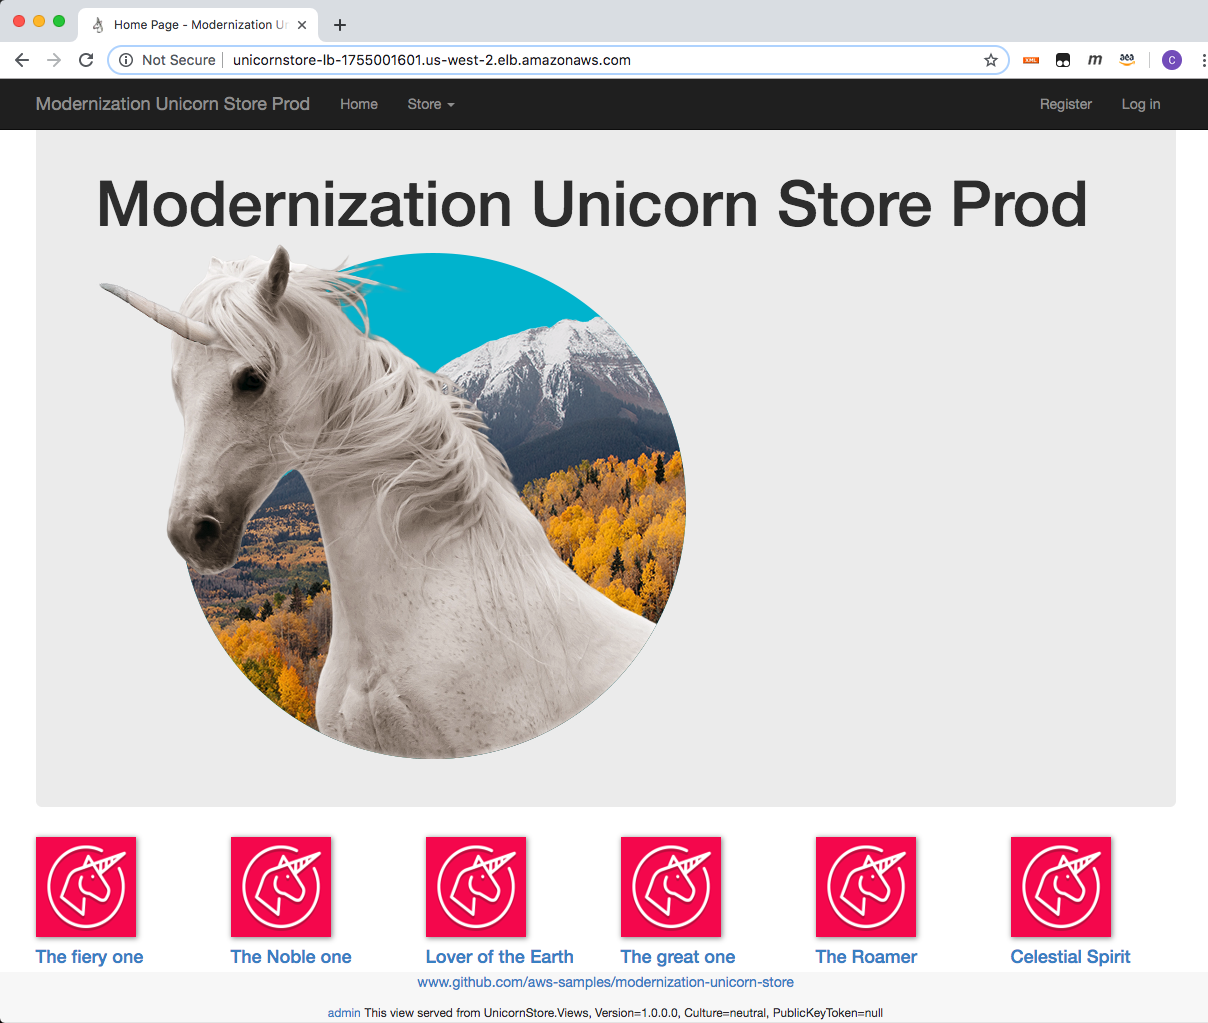 Home Page - Modernization Un
Not Secure
unicornstore-lb-1755001601.us-west-2.elb.amazonaws.com
XML
m
aea
C
Modernization Unicorn Store Prod
Home
Store
Register
Log in
Modernization Unicorn Store Prod
The fiery one
The Noble one
Lover of the Earth
The great one
The Roamer
Celestial Spirit
www.github.com/aws-samples/modernization-unicorn-store
admin This view served from UnicornStore.Views, Version=1.0.0.0, Culture=neutral, PublicKeyToken=null